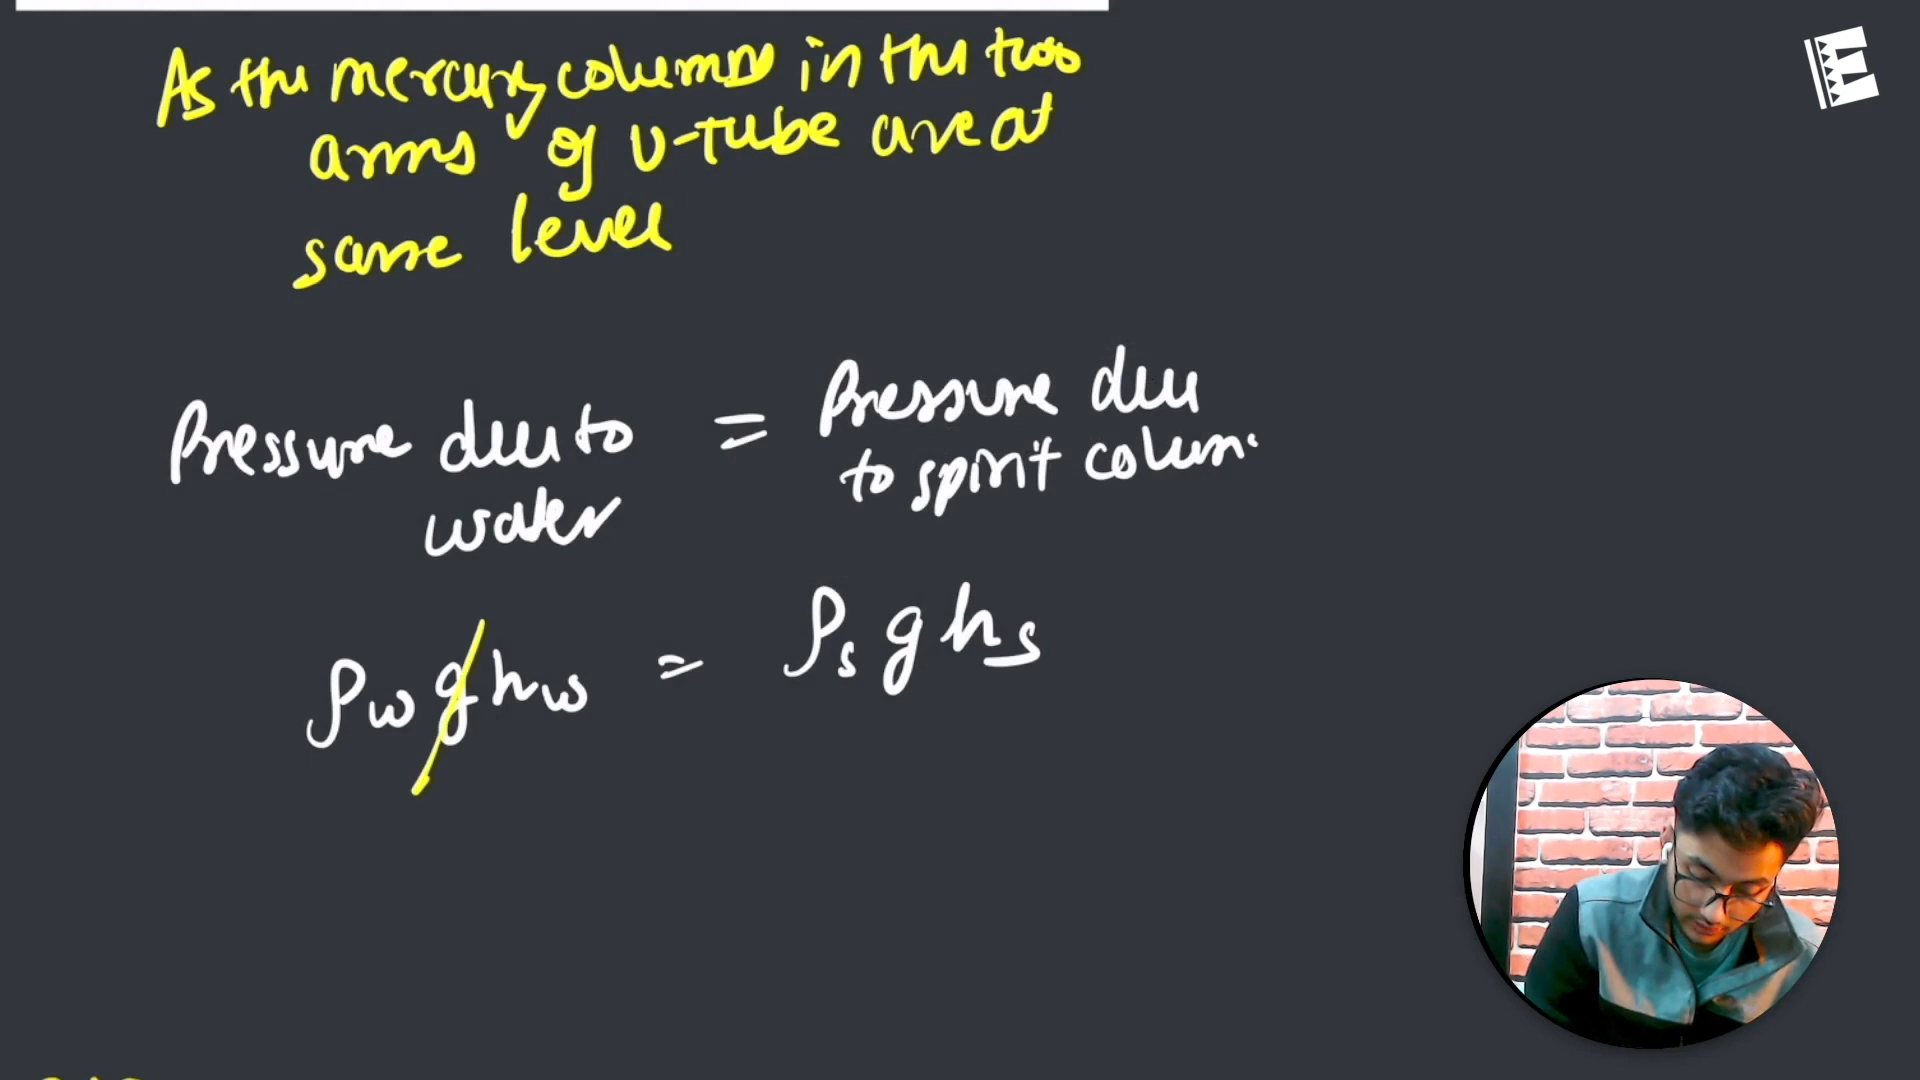 As the mercury columns in the two
arms of U-tube are at
same level
Pressure due to = Pressure due
water to spirit colum
ρw g hw = ρs g hs